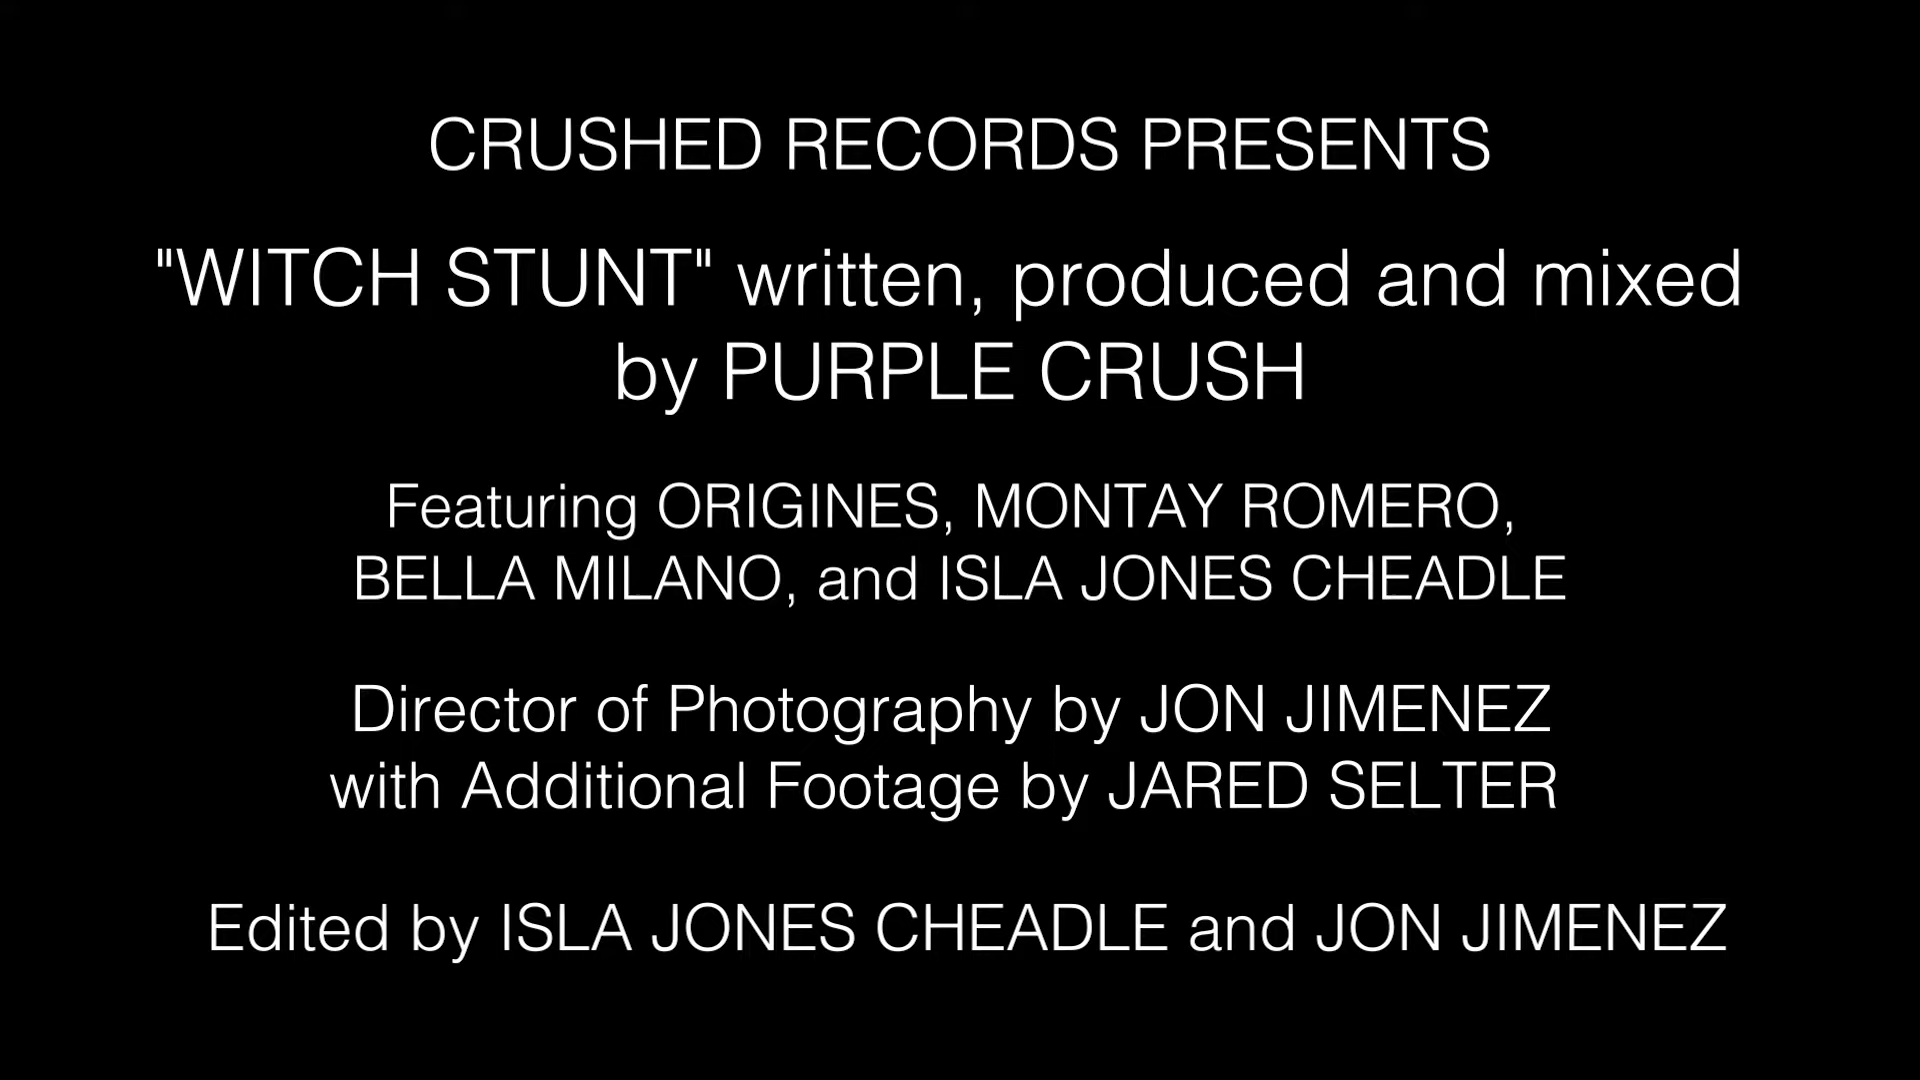 CRUSHED RECORDS PRESENTS
"WITCH STUNT" written, produced and mixed
by PURPLE CRUSH
Featuring ORIGINES, MONTAY ROMERO,
BELLA MILANO, and ISLA JONES CHEADLE
Director of Photography by JON JIMENEZ
with Additional Footage by JARED SELTER
Edited by ISLA JONES CHEADLE and JON JIMENEZ